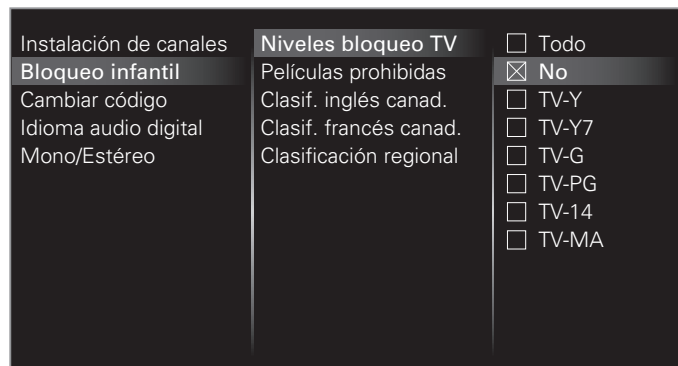 Instalación de canales
Bloqueo infantil
Cambiar código
Idioma audio digital
Mono/Estéreo
Niveles bloqueo TV
Películas prohibidas
Clasif. inglés canad.
Clasif. francés canad.
Clasificación regional
Todo
No
TV-Y
TV-Y7
TV-G
TV-PG
TV-14
TV-MA